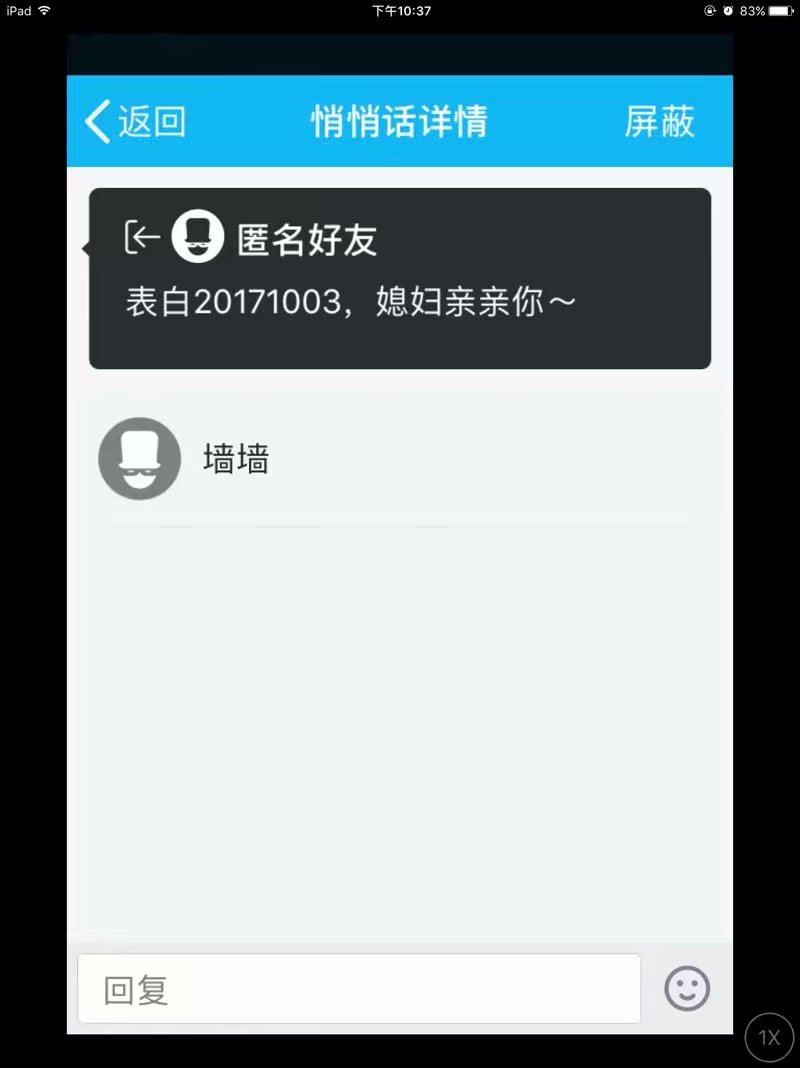 iPad 下午10:37 83%
返回 悄悄话详情 屏蔽
匿名好友
表白20171003，媳妇亲亲你～
墙墙
回复
1X